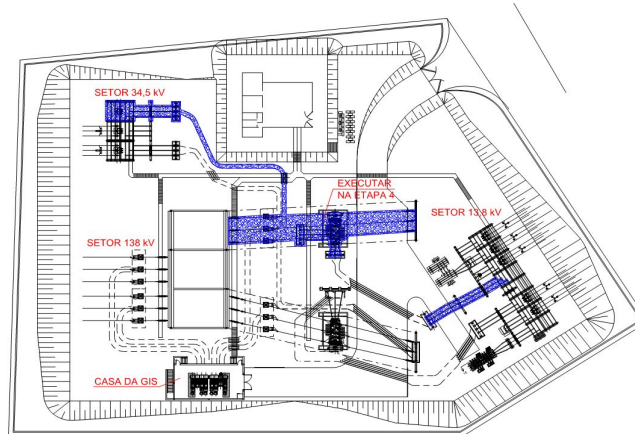 SETOR 34,5 kV
EXECUTAR
NA ETAPA 4
SETOR 13,8 kV
SETOR 138 kV
CASA DA GIS